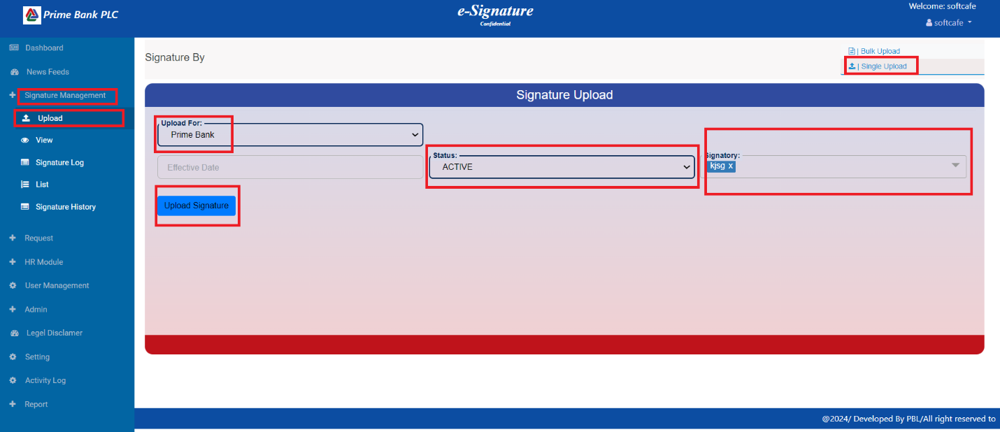 Prime Bank PLC
e-Signature
Confidential
Welcome: softcafe
softcafe
Dashboard
News Feeds
Signature Management
Upload
View
Signature Log
List
Signature History
Request
HR Module
User Management
Admin
Legel Disclamer
Setting
Activity Log
Report
Signature By
| Bulk Upload
| Single Upload
Signature Upload
Upload For:
Prime Bank
Effective Date
Status:
ACTIVE
Signatory:
kjsg x
Upload Signature
@2024/ Developed By PBL/All right reserved to